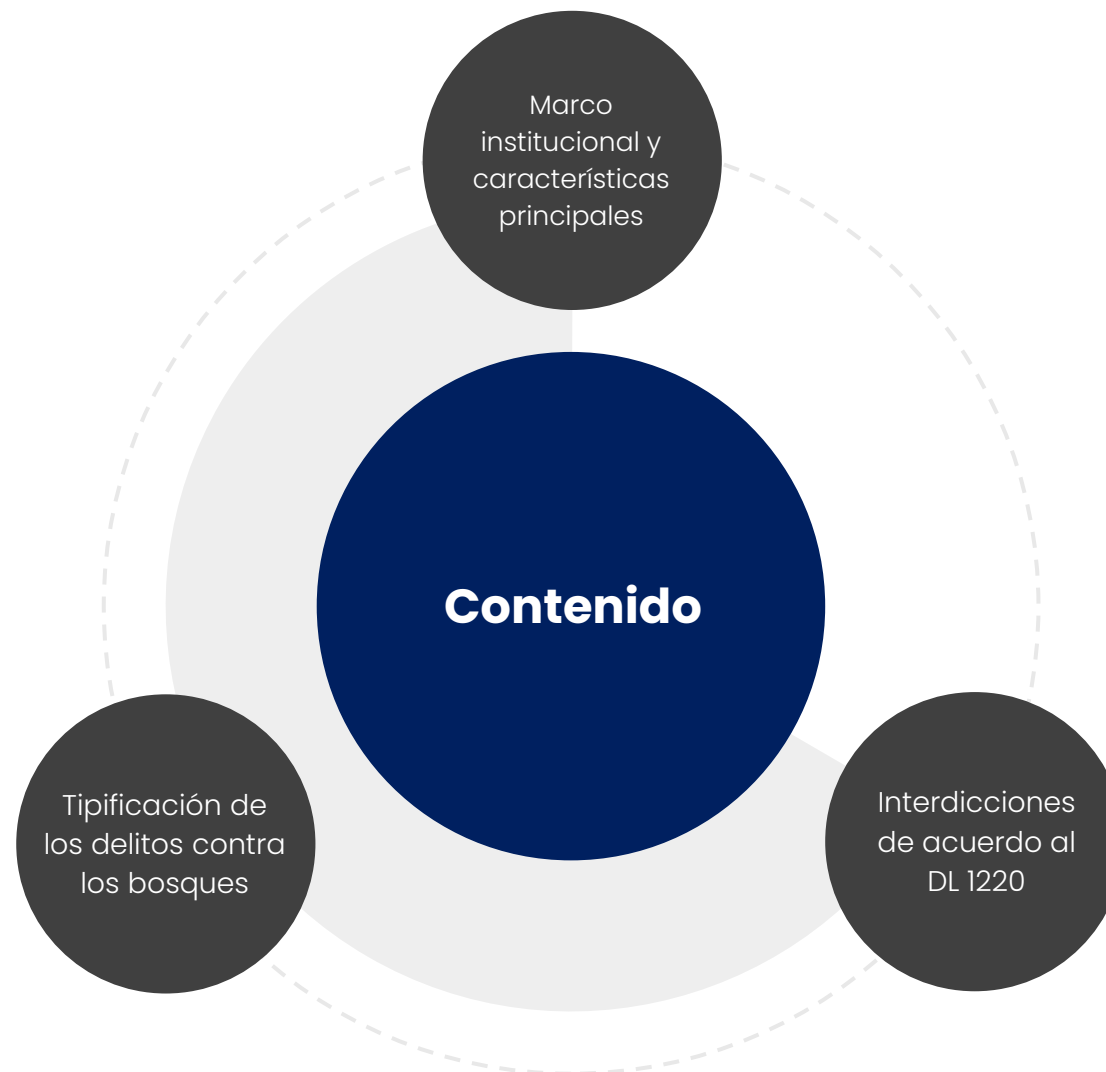 Marco
institucional y
características
principales
Contenido
Tipificación de
los delitos contra
los bosques
Interdicciones
de acuerdo al
DL 1220